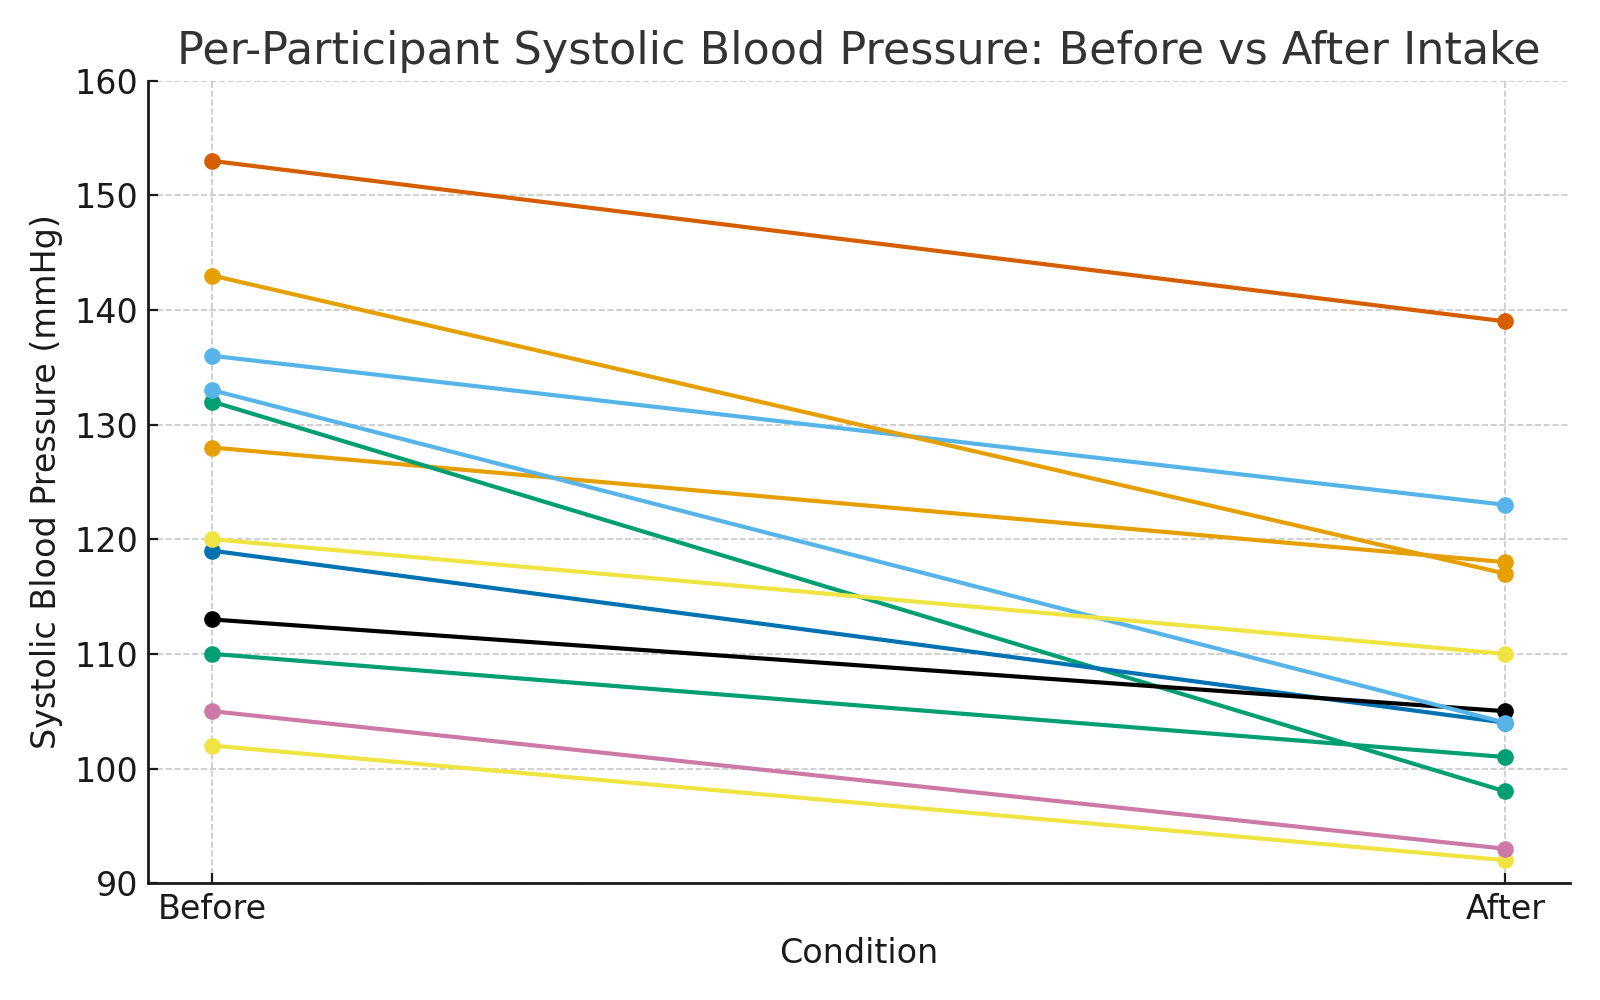 Per-Participant Systolic Blood Pressure: Before vs After Intake
Systolic Blood Pressure (mmHg)
160
150
140
130
120
110
100
90
Before After
Condition